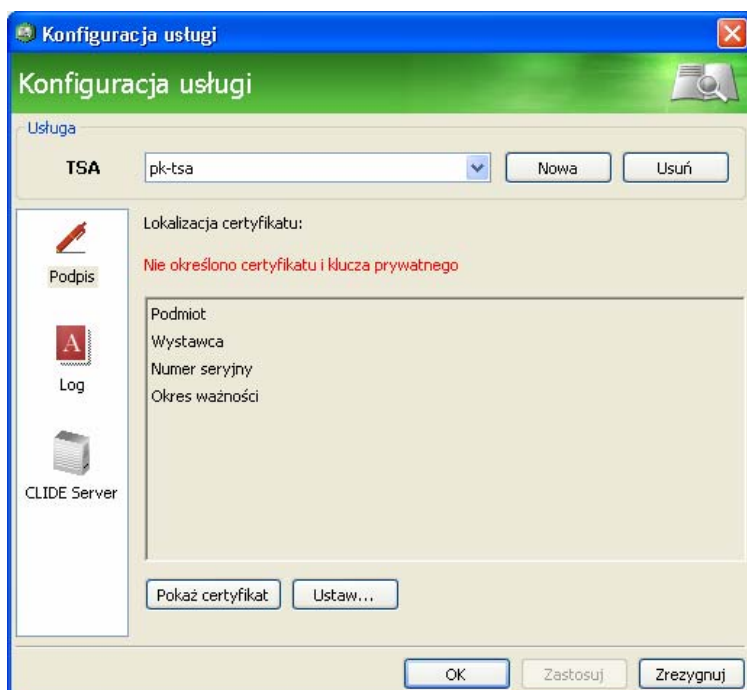 Konfiguracja usługi
Konfiguracja usługi
Usługa
TSA pk-tsa Nowa Usuń
Podpis
Log
CLIDE Server
Lokalizacja certyfikatu:
Nie określono certyfikatu i klucza prywatnego
Podmiot
Wystawca
Numer seryjny
Okres ważności
Pokaż certyfikat Ustaw...
OK Zastosuj Zrezygnuj